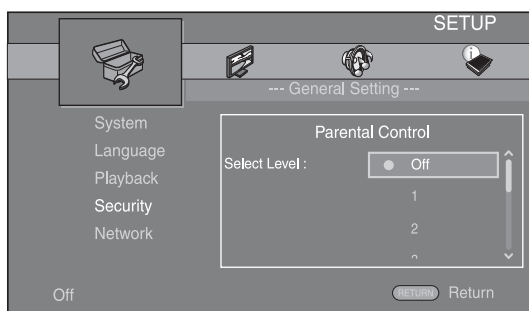 SETUP
--- General Setting ---
System
Language
Playback
Security
Network
Parental Control
Select Level :
Off
1
2
Off
RETURN Return